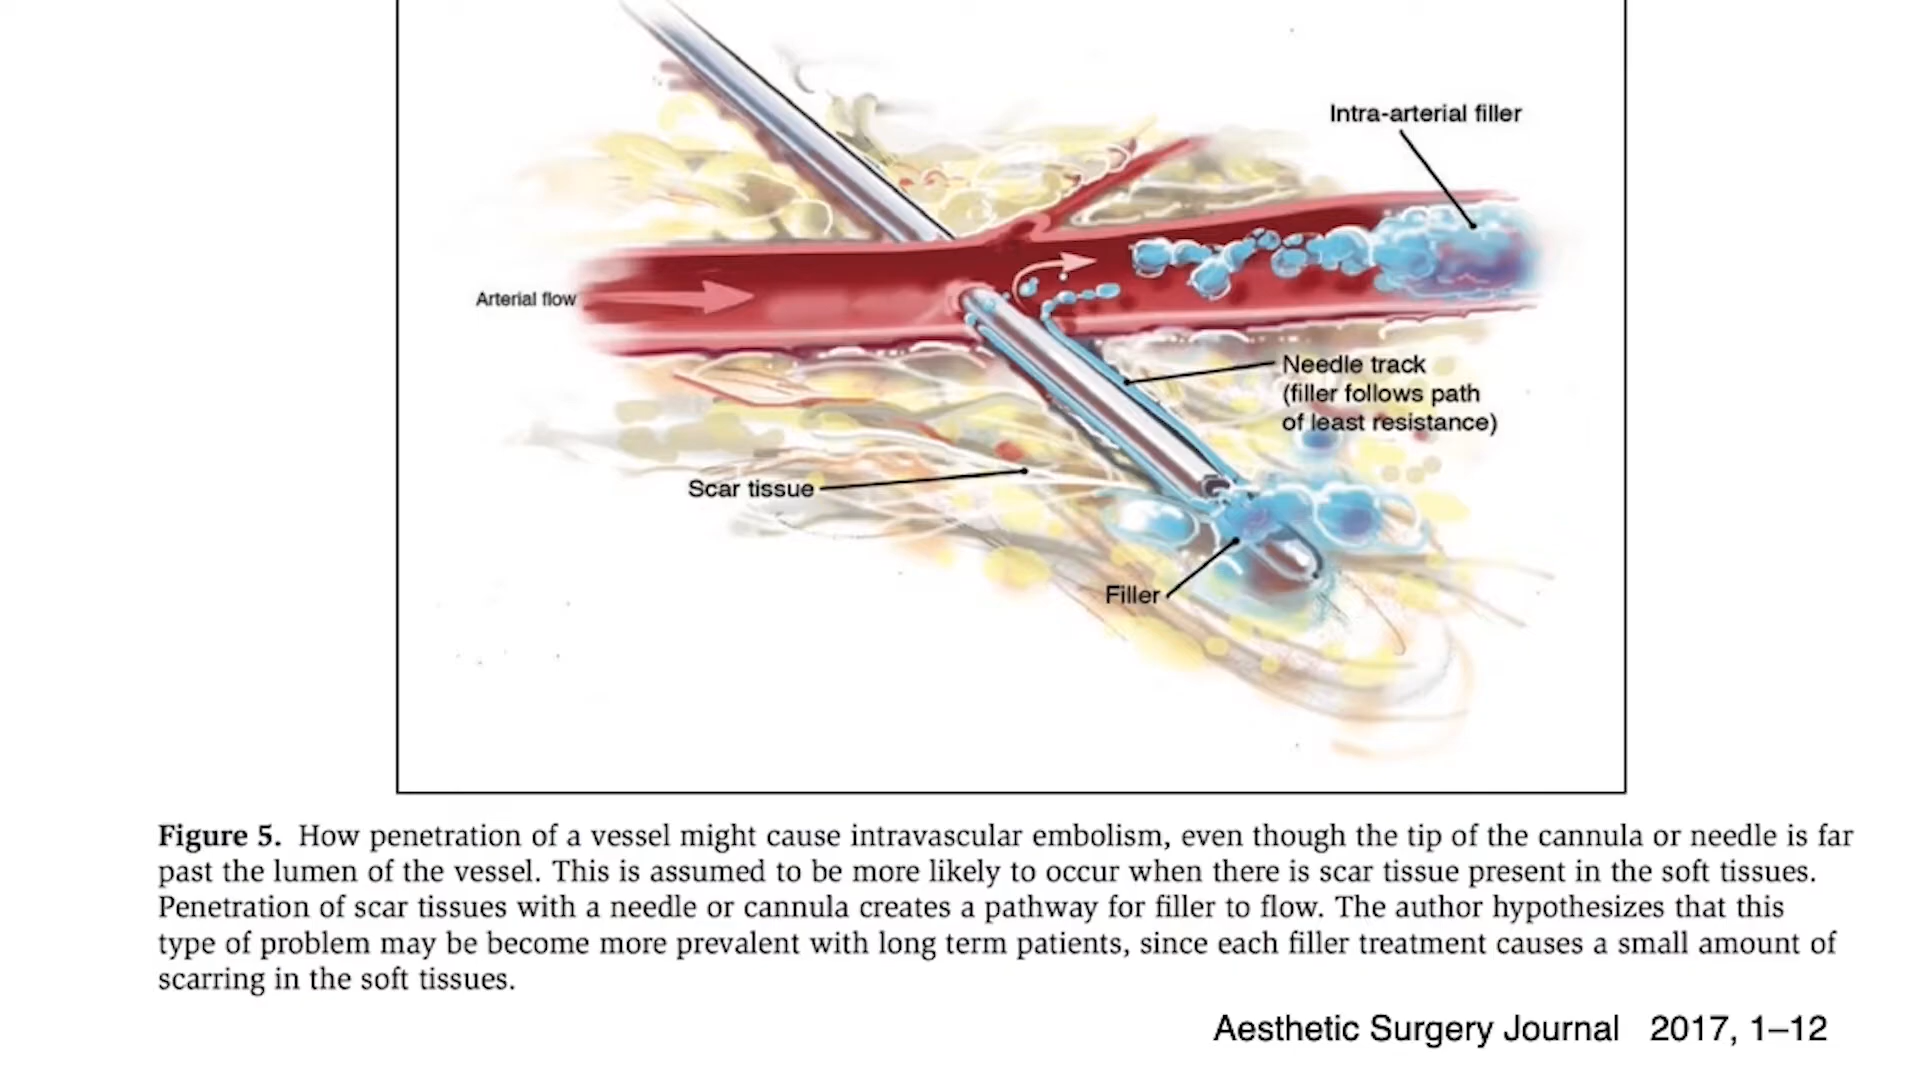 Intra-arterial filler
Arterial flow
Needle track
(filler follows path
of least resistance)
Scar tissue
Filler
Figure 5. How penetration of a vessel might cause intravascular embolism, even though the tip of the cannula or needle is far
past the lumen of the vessel. This is assumed to be more likely to occur when there is scar tissue present in the soft tissues.
Penetration of scar tissues with a needle or cannula creates a pathway for filler to flow. The author hypothesizes that this
type of problem may be become more prevalent with long term patients, since each filler treatment causes a small amount of
scarring in the soft tissues.
Aesthetic Surgery Journal 2017, 1–12